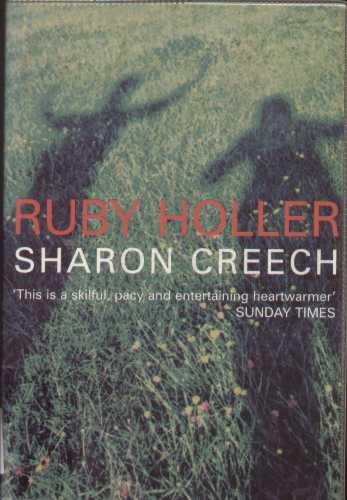 RUBY HOLLER
SHARON CREECH
'This is a skilful, pacy and entertaining heartwarmer'
SUNDAY TIMES